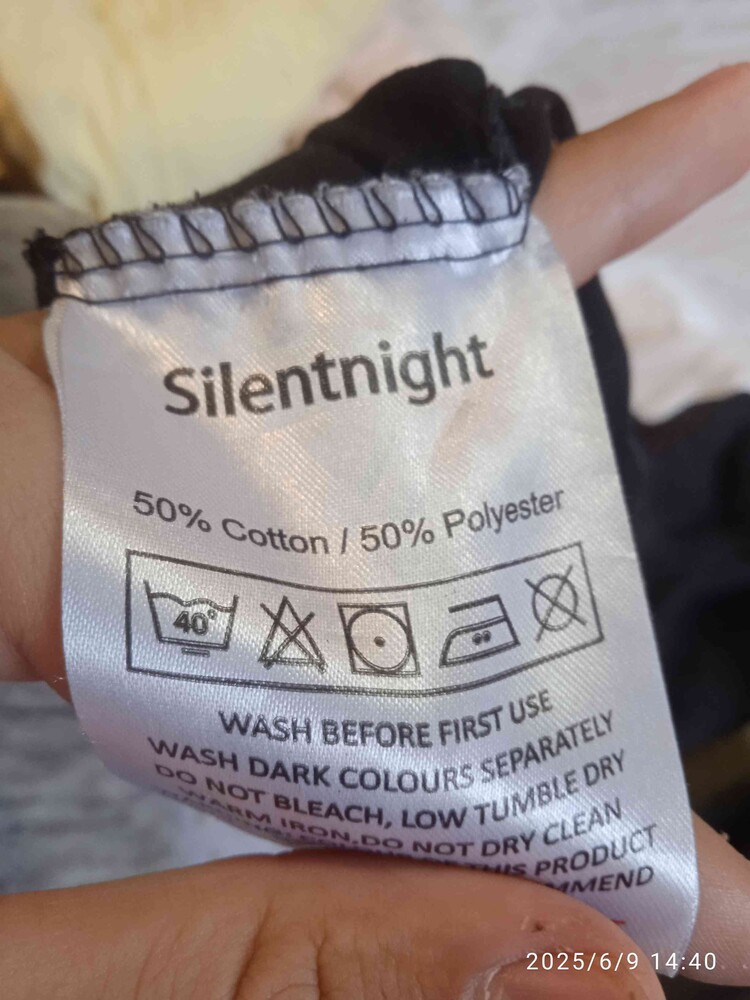 Silentnight
50% Cotton / 50% Polyester
40°
WASH BEFORE FIRST USE
WASH DARK COLOURS SEPARATELY
DO NOT BLEACH, LOW TUMBLE DRY
WARM IRON,DO NOT DRY CLEAN
THIS PRODUCT
2025/6/9 14:40